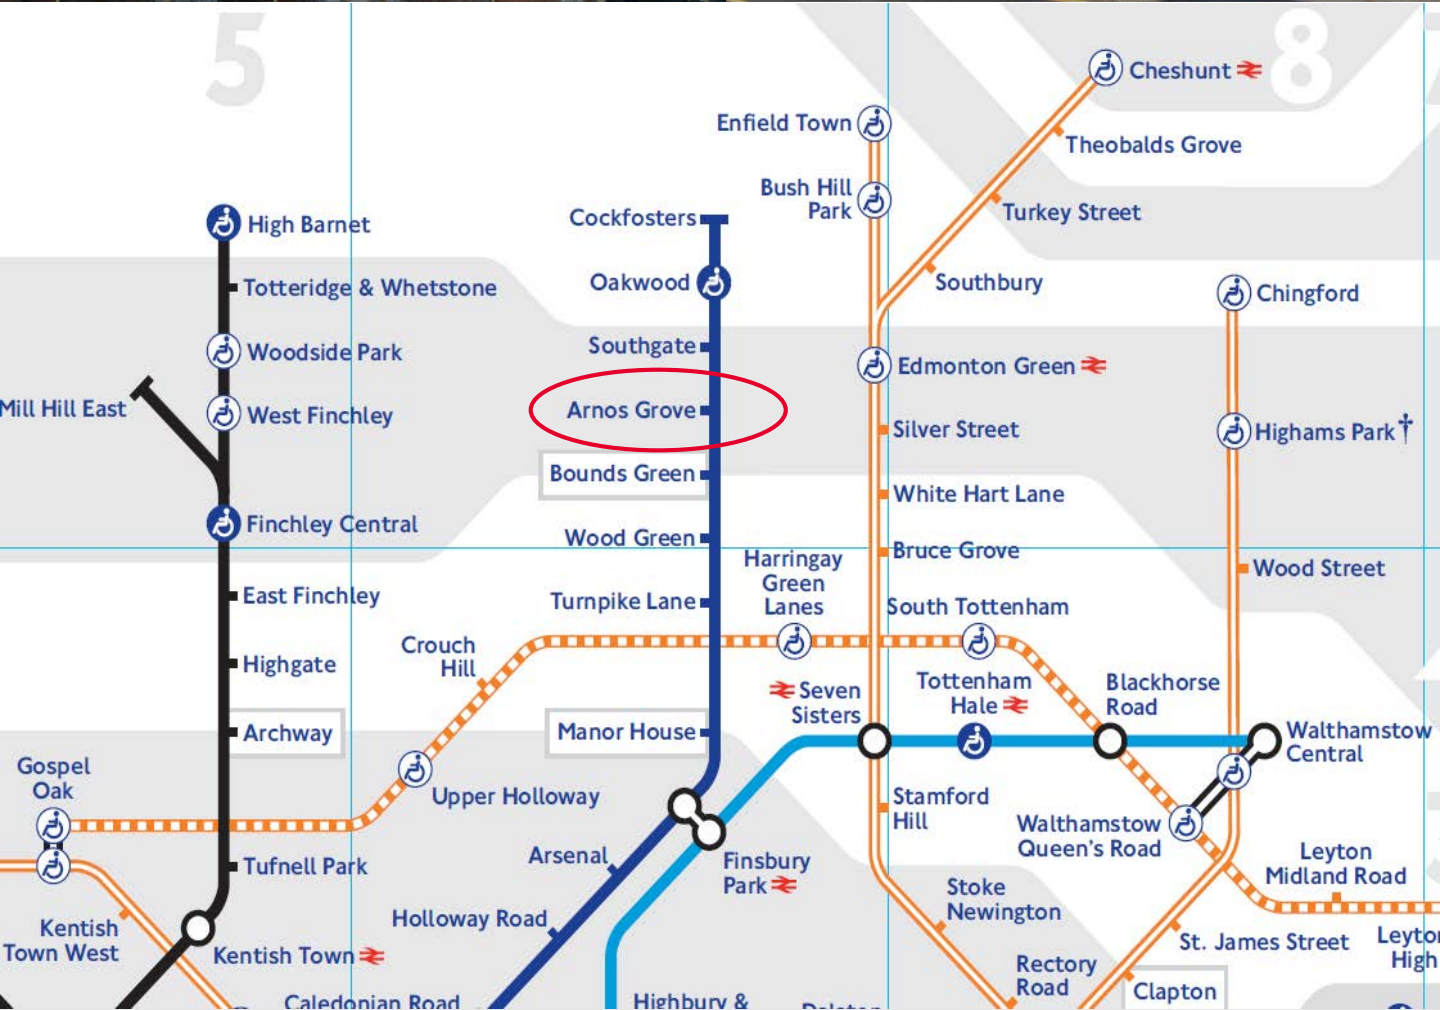 5
8
Cheshunt
Enfield Town
Theobalds Grove
Bush Hill
Park
Turkey Street
High Barnet
Cockfosters
Totteridge & Whetstone
Oakwood
Southbury
Chingford
Woodside Park
Southgate
Edmonton Green
Mill Hill East
West Finchley
Arnos Grove
Silver Street
Highams Park†
Bounds Green
White Hart Lane
Finchley Central
Wood Green
Bruce Grove
Harringay
Green
Lanes
Wood Street
East Finchley
Turnpike Lane
South Tottenham
Crouch
Hill
Highgate
Seven
Sisters
Tottenham
Hale
Blackhorse
Road
Archway
Manor House
Walthamstow
Central
Gospel
Oak
Upper Holloway
Stamford
Hill
Walthamstow
Queen's Road
Tufnell Park
Arsenal
Finsbury
Park
Leyton
Midland Road
Stoke
Newington
Kentish
Town West
Holloway Road
Kentish Town
St. James Street
Leyton
High
Rectory
Road
Clapton
Caledonian Road
Highbury &